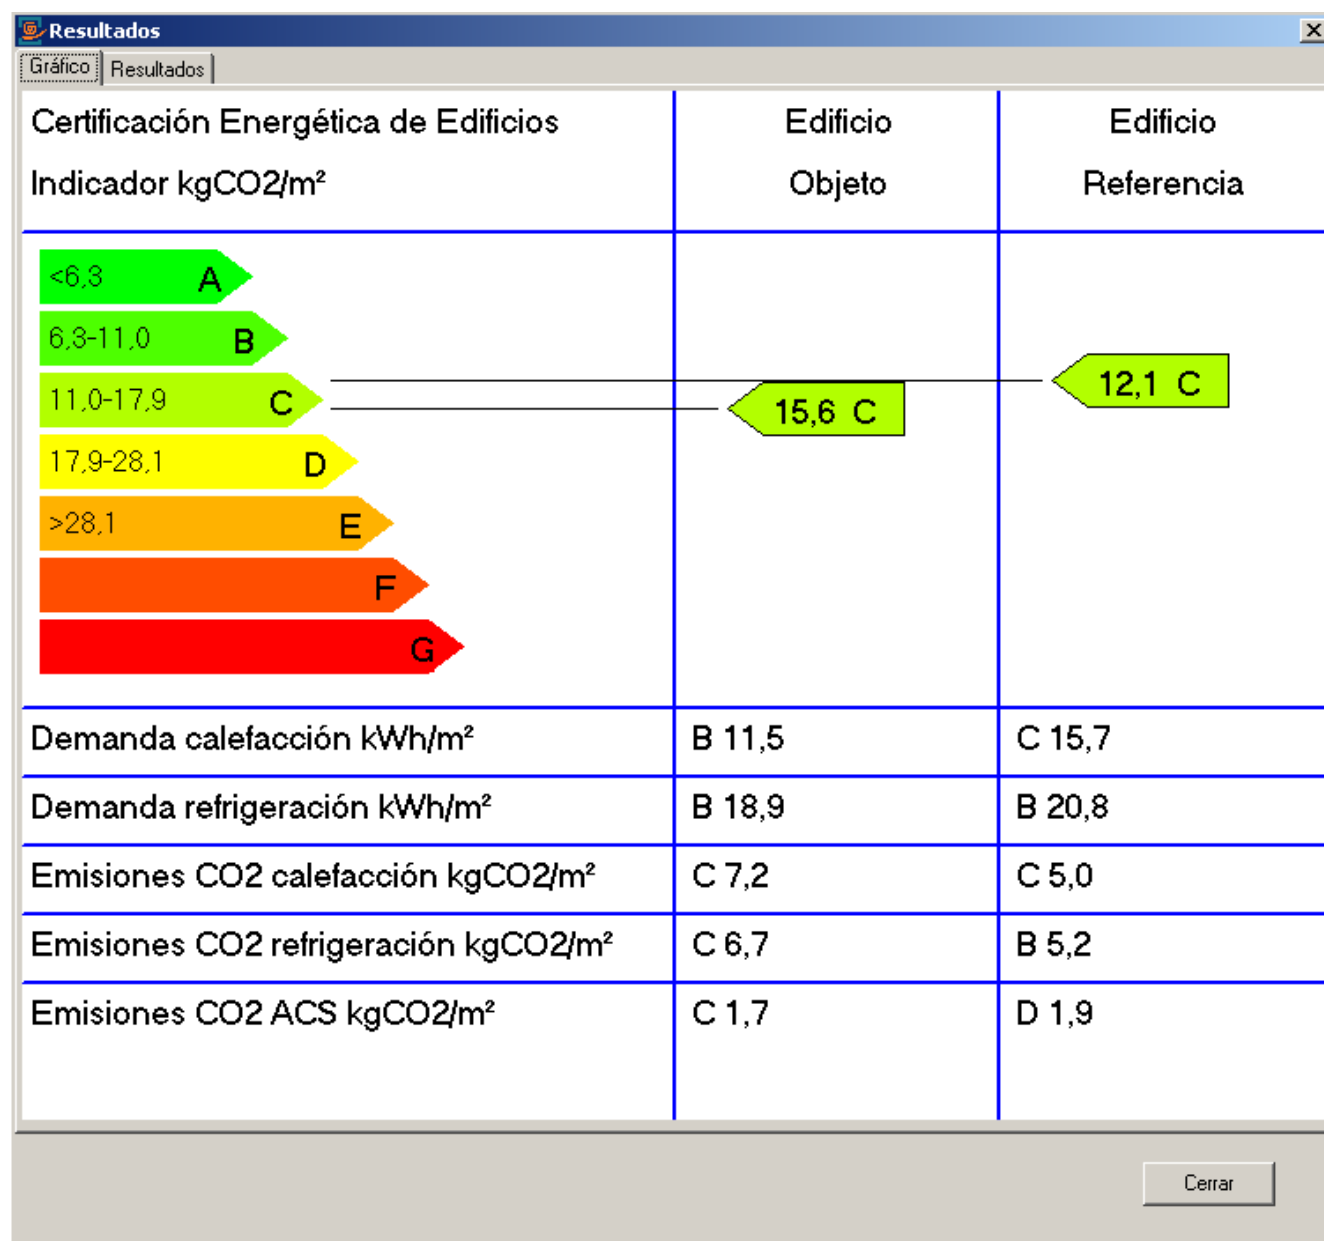 Resultados
Gráfico Resultados
Certificación Energética de Edificios Edificio Edificio
Indicador kgCO2/m² Objeto Referencia
<6,3 A
6,3-11,0 B
11,0-17,9 C 15,6 C 12,1 C
17,9-28,1 D
>28,1 E
F
G
Demanda calefacción kWh/m² B 11,5 C 15,7
Demanda refrigeración kWh/m² B 18,9 B 20,8
Emisiones CO2 calefacción kgCO2/m² C 7,2 C 5,0
Emisiones CO2 refrigeración kgCO2/m² C 6,7 B 5,2
Emisiones CO2 ACS kgCO2/m² C 1,7 D 1,9
Cerrar